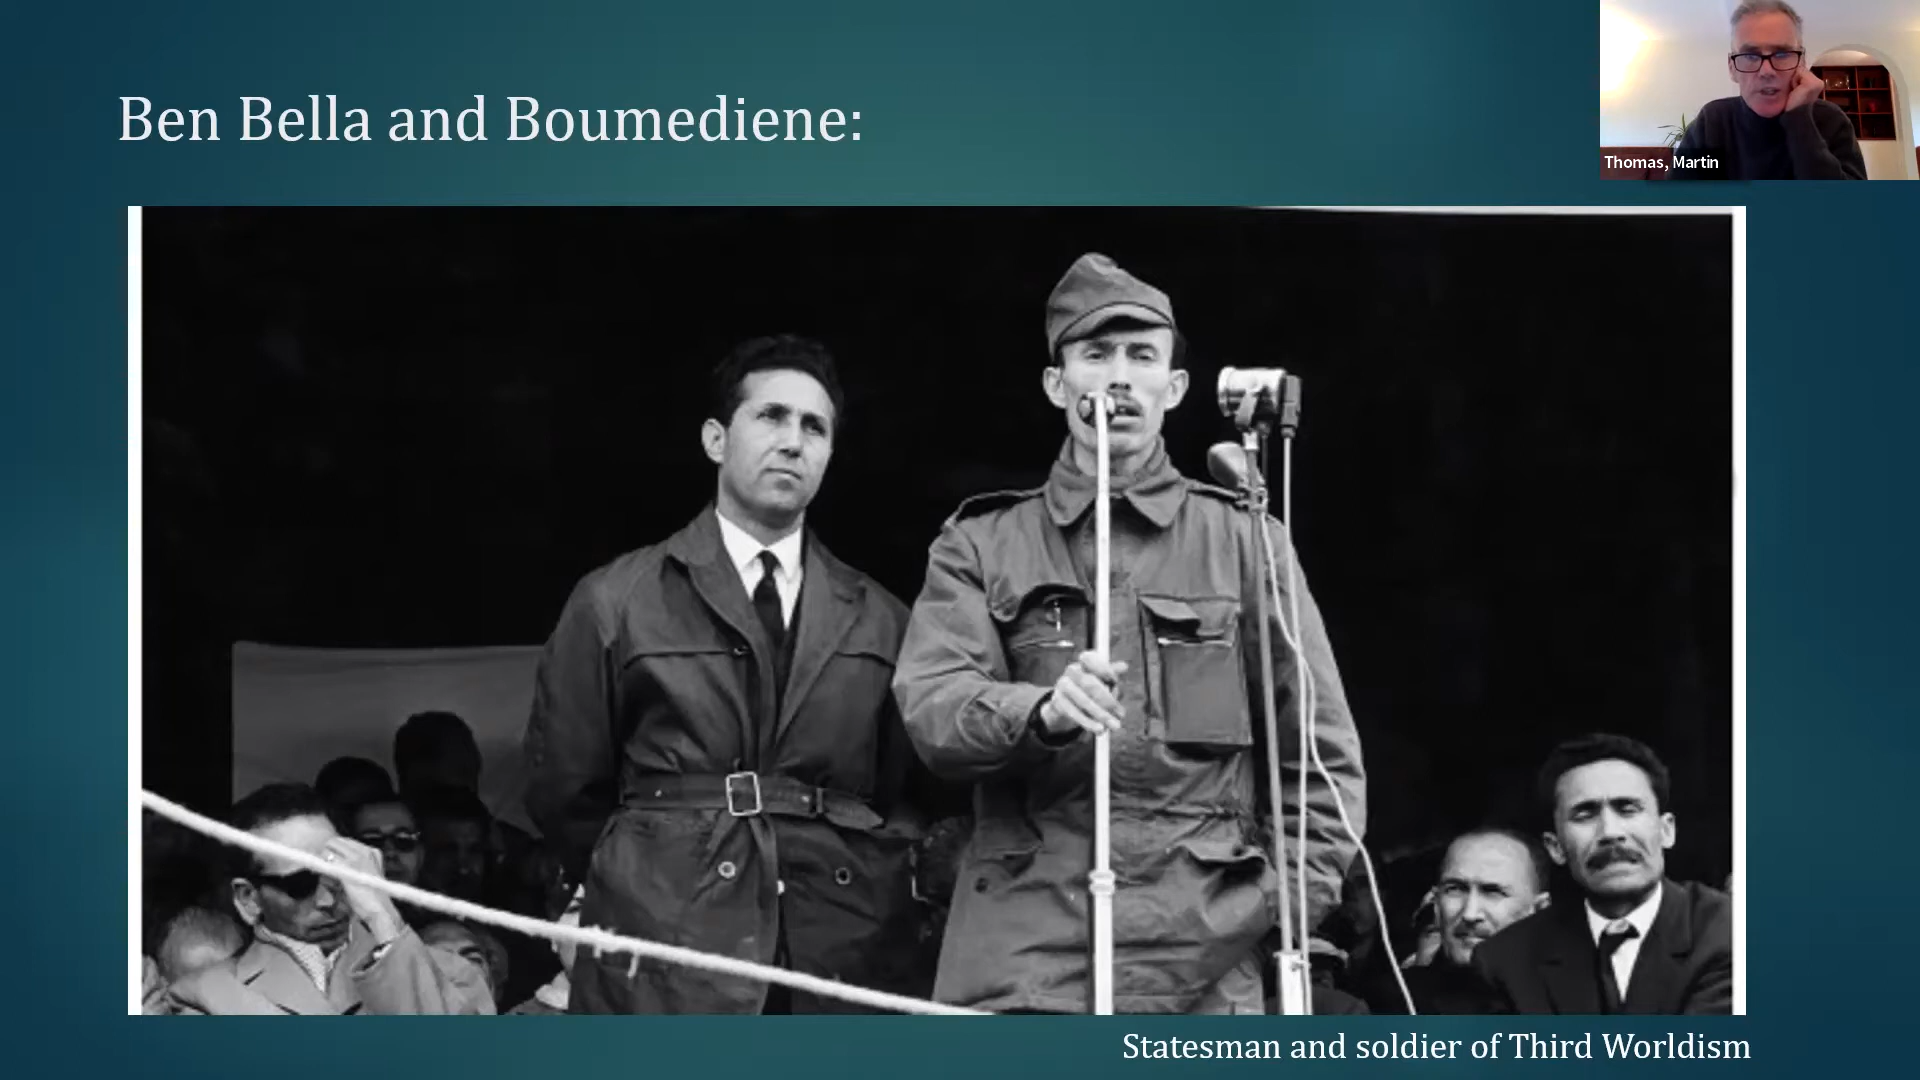 Ben Bella and Boumediene:
Thomas, Martin
Statesman and soldier of Third Worldism